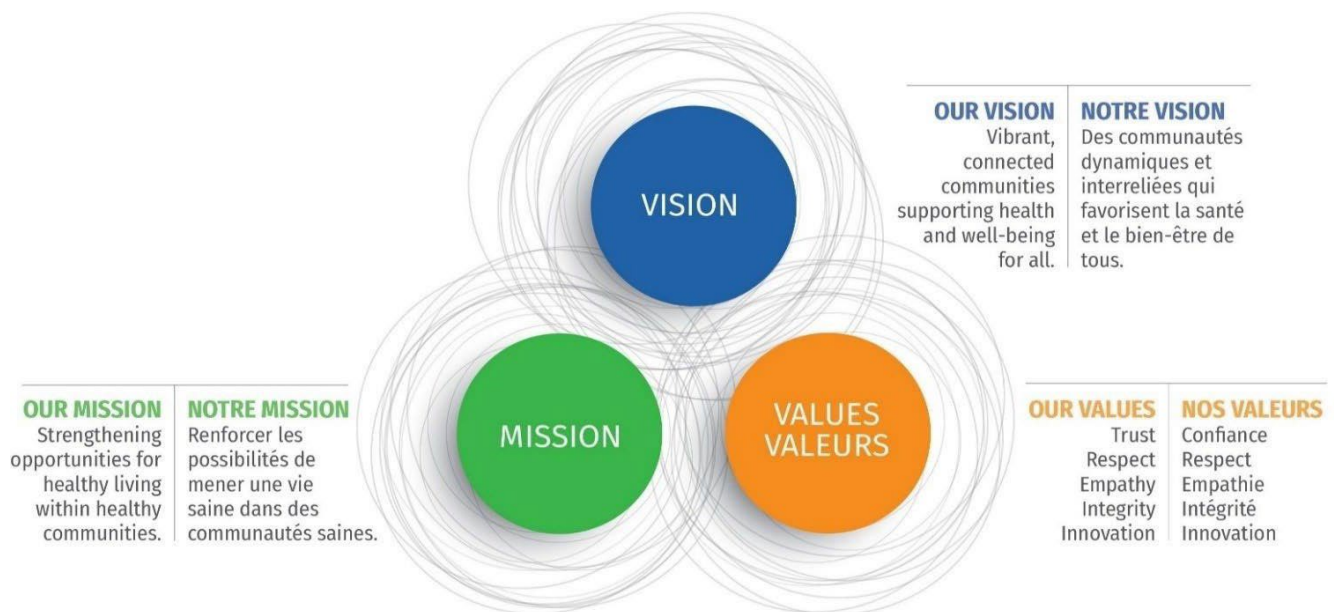 VISION
OUR VISION
Vibrant,
connected
communities
supporting health
and well-being
for all.
NOTRE VISION
Des communautés
dynamiques et
interreliées qui
favorisent la santé
et le bien-être de
tous.
OUR MISSION
Strengthening
opportunities for
healthy living
within healthy
communities.
NOTRE MISSION
Renforcer les
possibilités de
mener une vie
saine dans des
communautés saines.
MISSION
VALUES
VALEURS
OUR VALUES
Trust
Respect
Empathy
Integrity
Innovation
NOS VALEURS
Confiance
Respect
Empathie
Intégrité
Innovation